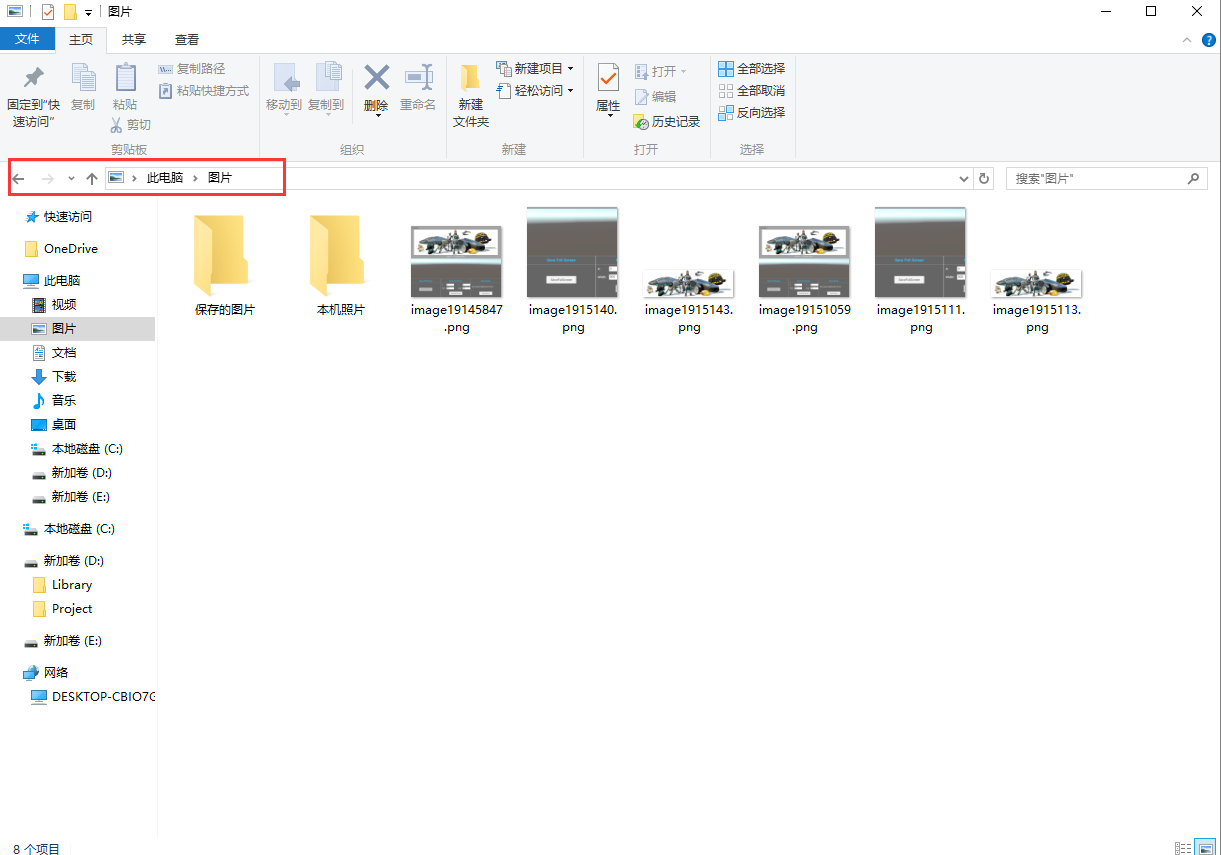 图片
文件 主页 共享 查看
固定到"快速访问"
复制
粘贴
复制路径
粘贴快捷方式
剪切
剪贴板
移动到
复制到
删除
重命名
组织
新建文件夹
新建项目
轻松访问
新建
属性
打开
编辑
历史记录
打开
全部选择
全部取消
反向选择
选择
此电脑 图片
搜索"图片"
快速访问
OneDrive
此电脑
视频
图片
文档
下载
音乐
桌面
本地磁盘 (C:)
新加卷 (D:)
新加卷 (E:)
本地磁盘 (C:)
新加卷 (D:)
Library
Project
新加卷 (E:)
网络
DESKTOP-CBIO7G
保存的图片
本机照片
image19145847
.png
image1915140.
png
image1915143.
png
image19151059
.png
image1915111.
png
image1915113.
png
8 个项目